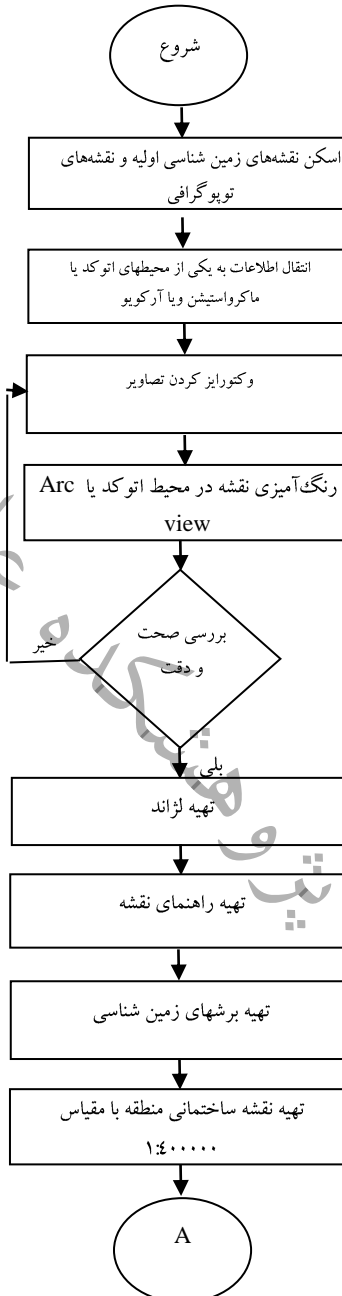 شروع
اسکن نقشه‌های زمین شناسی اولیه و نقشه‌های
توپوگرافی
انتقال اطلاعات به یکی از محیطهای اتوکد یا
ماکرواستیشن ویا آرکویو
وکتورایز کردن تصاویر
رنگ‌آمیزی نقشه در محیط اتوکد یا Arc
view
بررسی صحت
و دقت
خیر
بلی
تهیه لژاند
تهیه راهنمای نقشه
تهیه برشهای زمین شناسی
تهیه نقشه ساختمانی منطقه با مقیاس
۱:٤۰۰۰۰۰
A
پژوهشکده